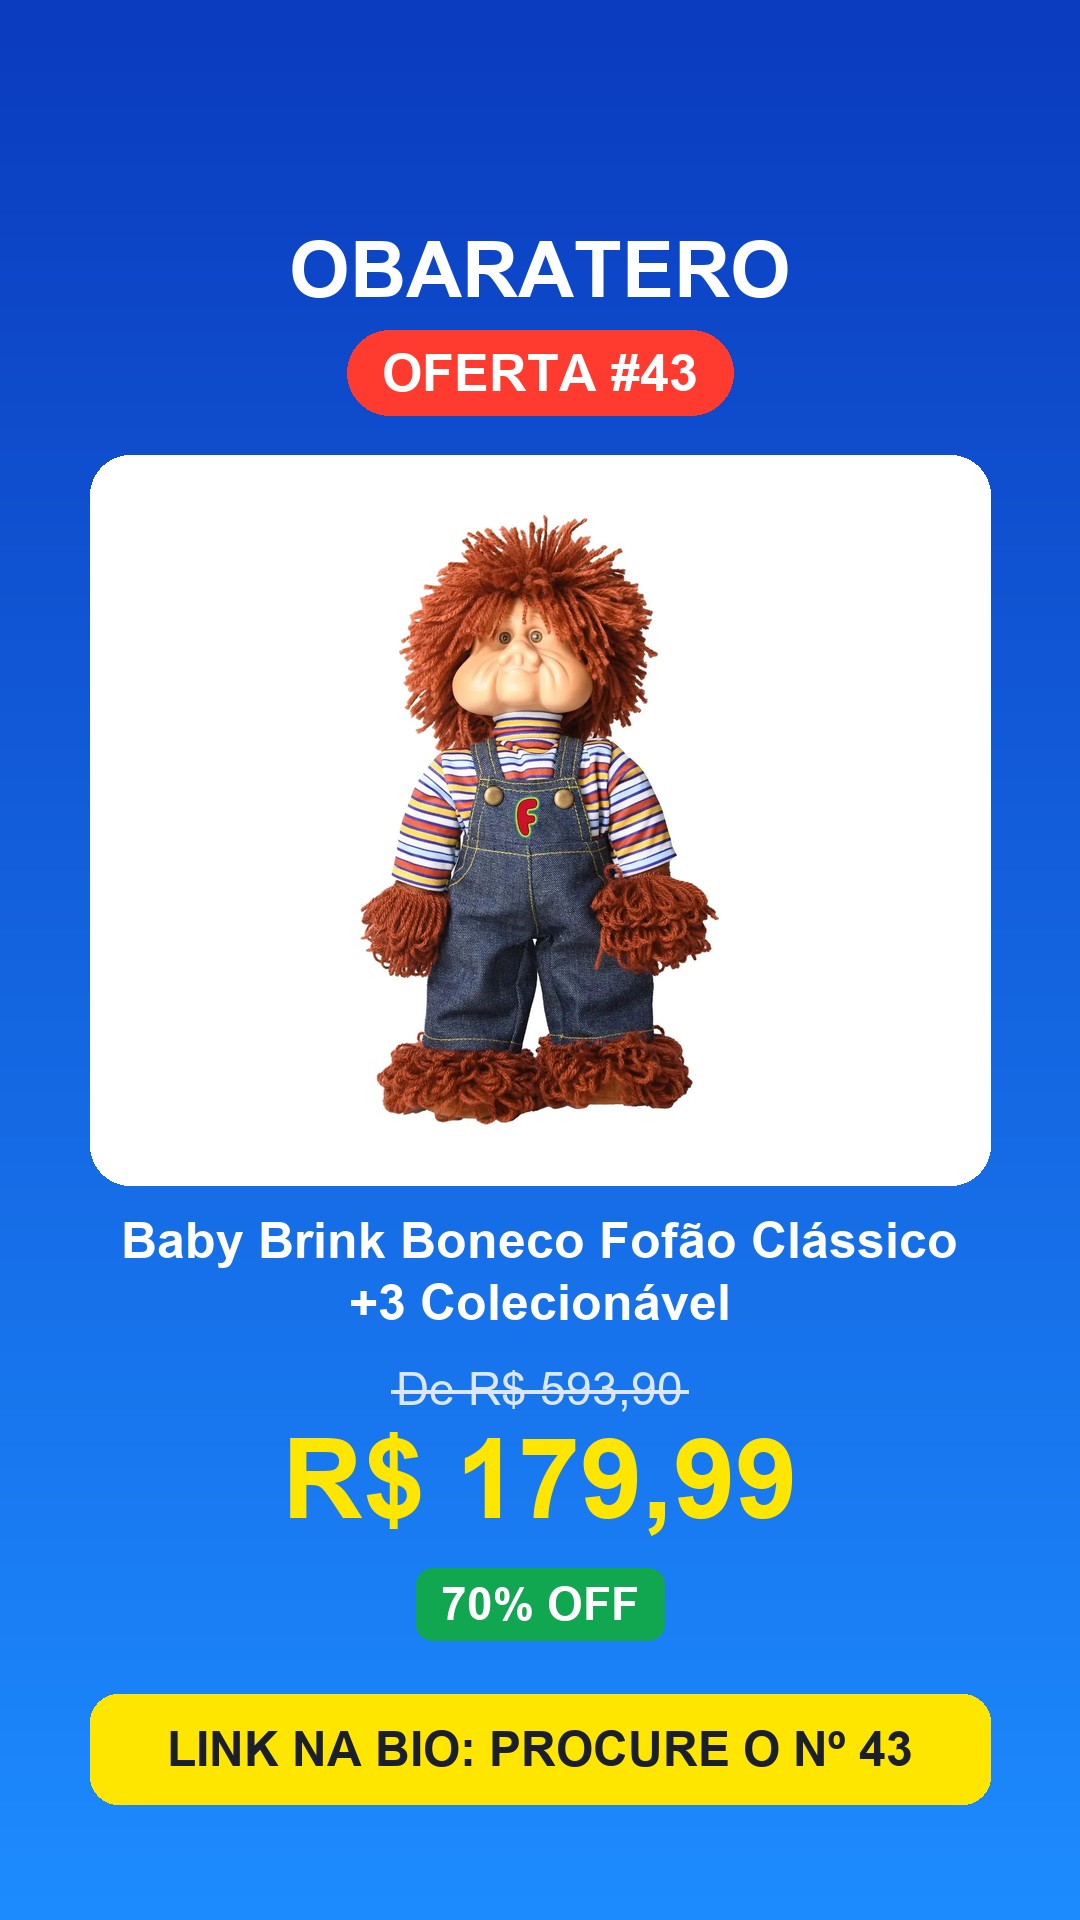 OBARATERO
OFERTA #43
F
Baby Brink Boneco Fofão Clássico
+3 Colecionável
De R$ 593,90
R$ 179,99
70% OFF
LINK NA BIO: PROCURE O Nº 43